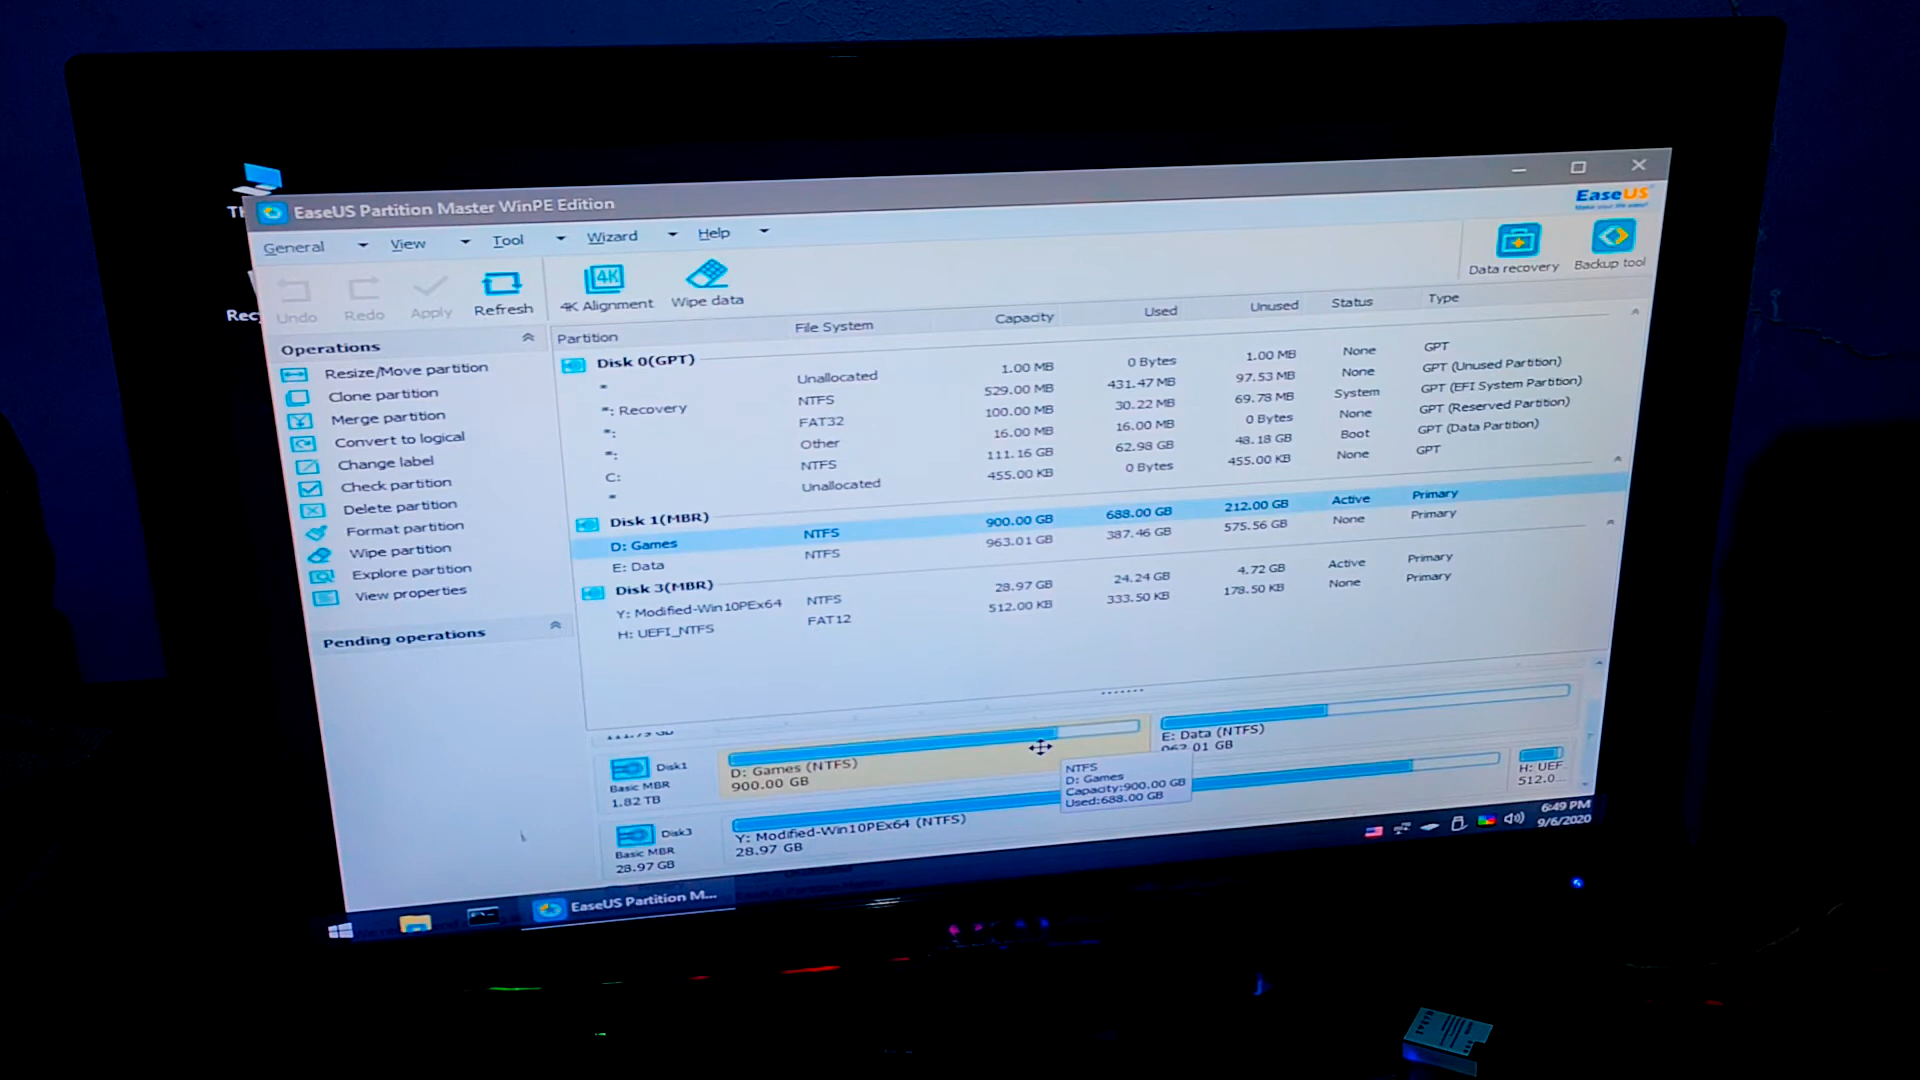 Th
Rec
EaseUS Partition Master WinPE Edition
EaseUS
Make your life easy!
General View Tool Wizard Help
Undo Redo Apply Refresh 4K Alignment Wipe data Data recovery Backup tool
4K
Operations
Resize/Move partition
Clone partition
Merge partition
Convert to logical
Change label
Check partition
Delete partition
Format partition
Wipe partition
Explore partition
View properties
Pending operations
Partition File System Capacity Used Unused Status Type
Disk 0(GPT)
* Unallocated 1.00 MB 0 Bytes 1.00 MB None GPT
*: Recovery NTFS 529.00 MB 431.47 MB 97.53 MB None GPT (Unused Partition)
*: FAT32 100.00 MB 30.22 MB 69.78 MB System GPT (EFI System Partition)
*: Other 16.00 MB 16.00 MB 0 Bytes None GPT (Reserved Partition)
C: NTFS 111.16 GB 62.98 GB 48.18 GB Boot GPT (Data Partition)
* Unallocated 455.00 KB 0 Bytes 455.00 KB None GPT
Disk 1(MBR)
D: Games NTFS 900.00 GB 688.00 GB 212.00 GB Active Primary
E: Data NTFS 963.01 GB 387.46 GB 575.56 GB None Primary
Disk 3(MBR)
Y: Modified-Win10PEx64 NTFS 28.97 GB 24.24 GB 4.72 GB Active Primary
H: UEFI_NTFS FAT12 512.00 KB 333.50 KB 178.50 KB None Primary
Disk1
Basic MBR
1.82 TB
D: Games (NTFS)
900.00 GB
E: Data (NTFS)
963.01 GB
NTFS
D: Games
Capacity:900.00 GB
Used:688.00 GB
Disk3
Basic MBR
28.97 GB
Y: Modified-Win10PEx64 (NTFS)
28.97 GB
H: UEF
512.0...
EaseUS Partition M...
6:49 PM
9/6/2020